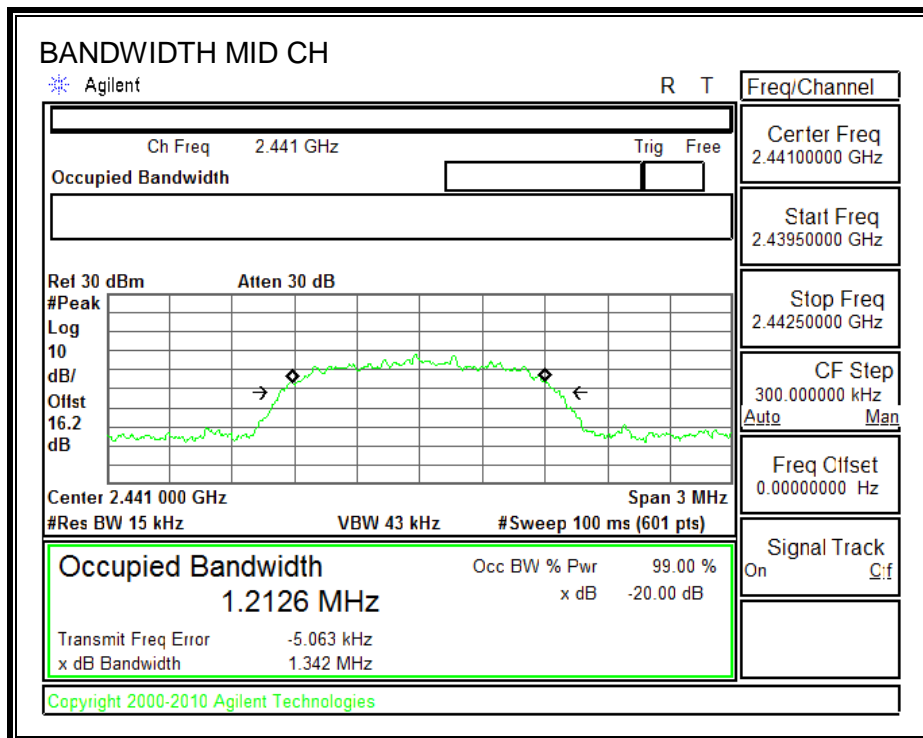 BANDWIDTH MID CH
Agilent R T
Freq/Channel
Ch Freq 2.441 GHz Trig Free
Occupied Bandwidth
Center Freq
2.44100000 GHz
Start Freq
2.43950000 GHz
Stop Freq
2.44250000 GHz
CF Step
300.000000 kHz
Auto Man
Freq Offset
0.00000000 Hz
Signal Track
On Off
Ref 30 dBm Atten 30 dB
#Peak
Log
10
dB/
Offst
16.2
dB
Center 2.441 000 GHz Span 3 MHz
#Res BW 15 kHz VBW 43 kHz #Sweep 100 ms (601 pts)
Occupied Bandwidth
1.2126 MHz
Occ BW % Pwr 99.00 %
x dB -20.00 dB
Transmit Freq Error -5.063 kHz
x dB Bandwidth 1.342 MHz
Copyright 2000-2010 Agilent Technologies